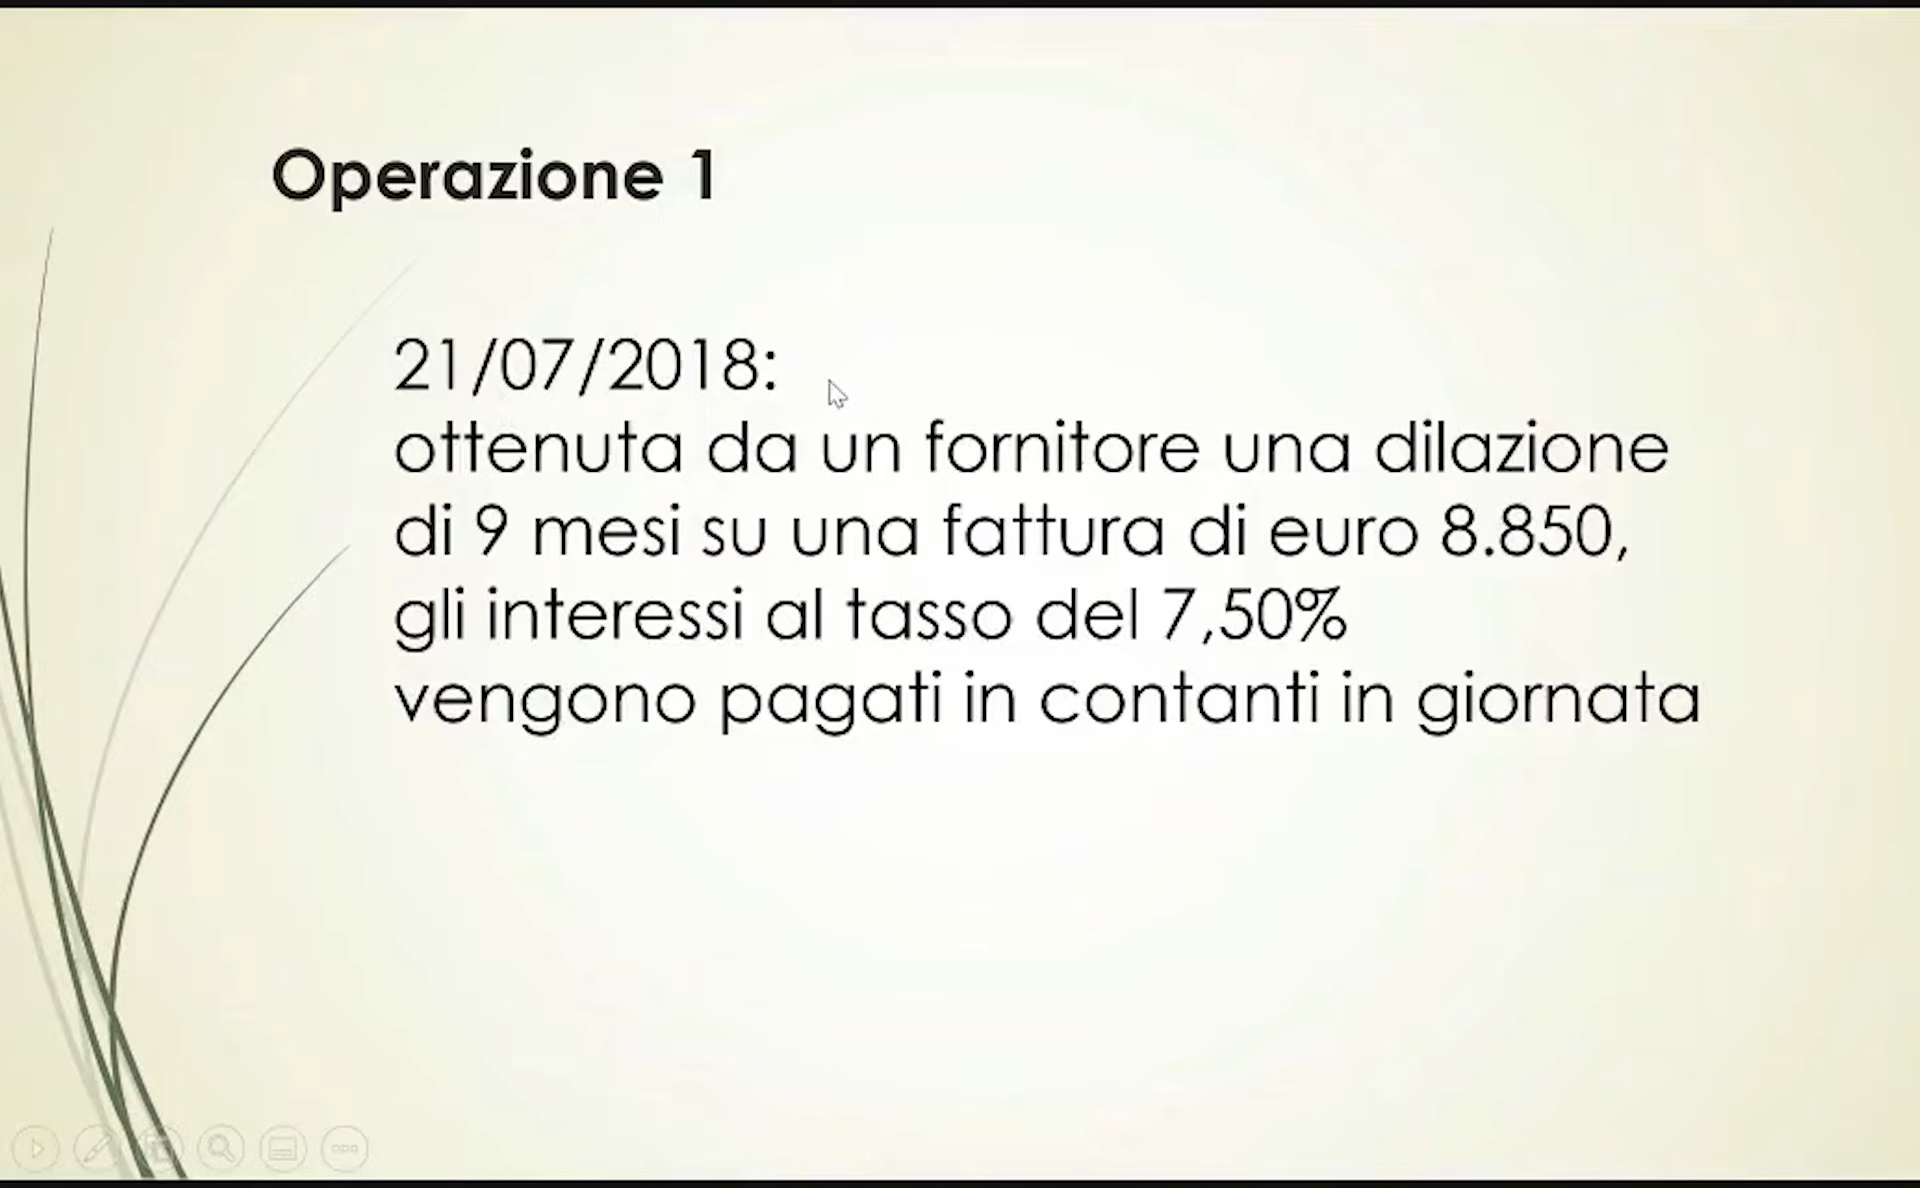 Operazione 1
21/07/2018:
ottenuta da un fornitore una dilazione
di 9 mesi su una fattura di euro 8.850,
gli interessi al tasso del 7,50%
vengono pagati in contanti in giornata